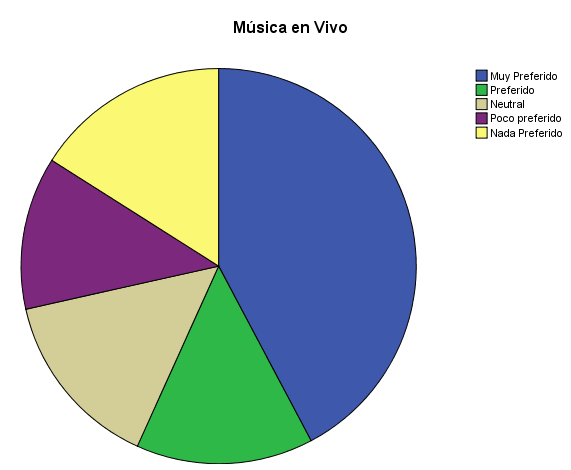 Música en Vivo
Muy Preferido
Preferido
Neutral
Poco preferido
Nada Preferido